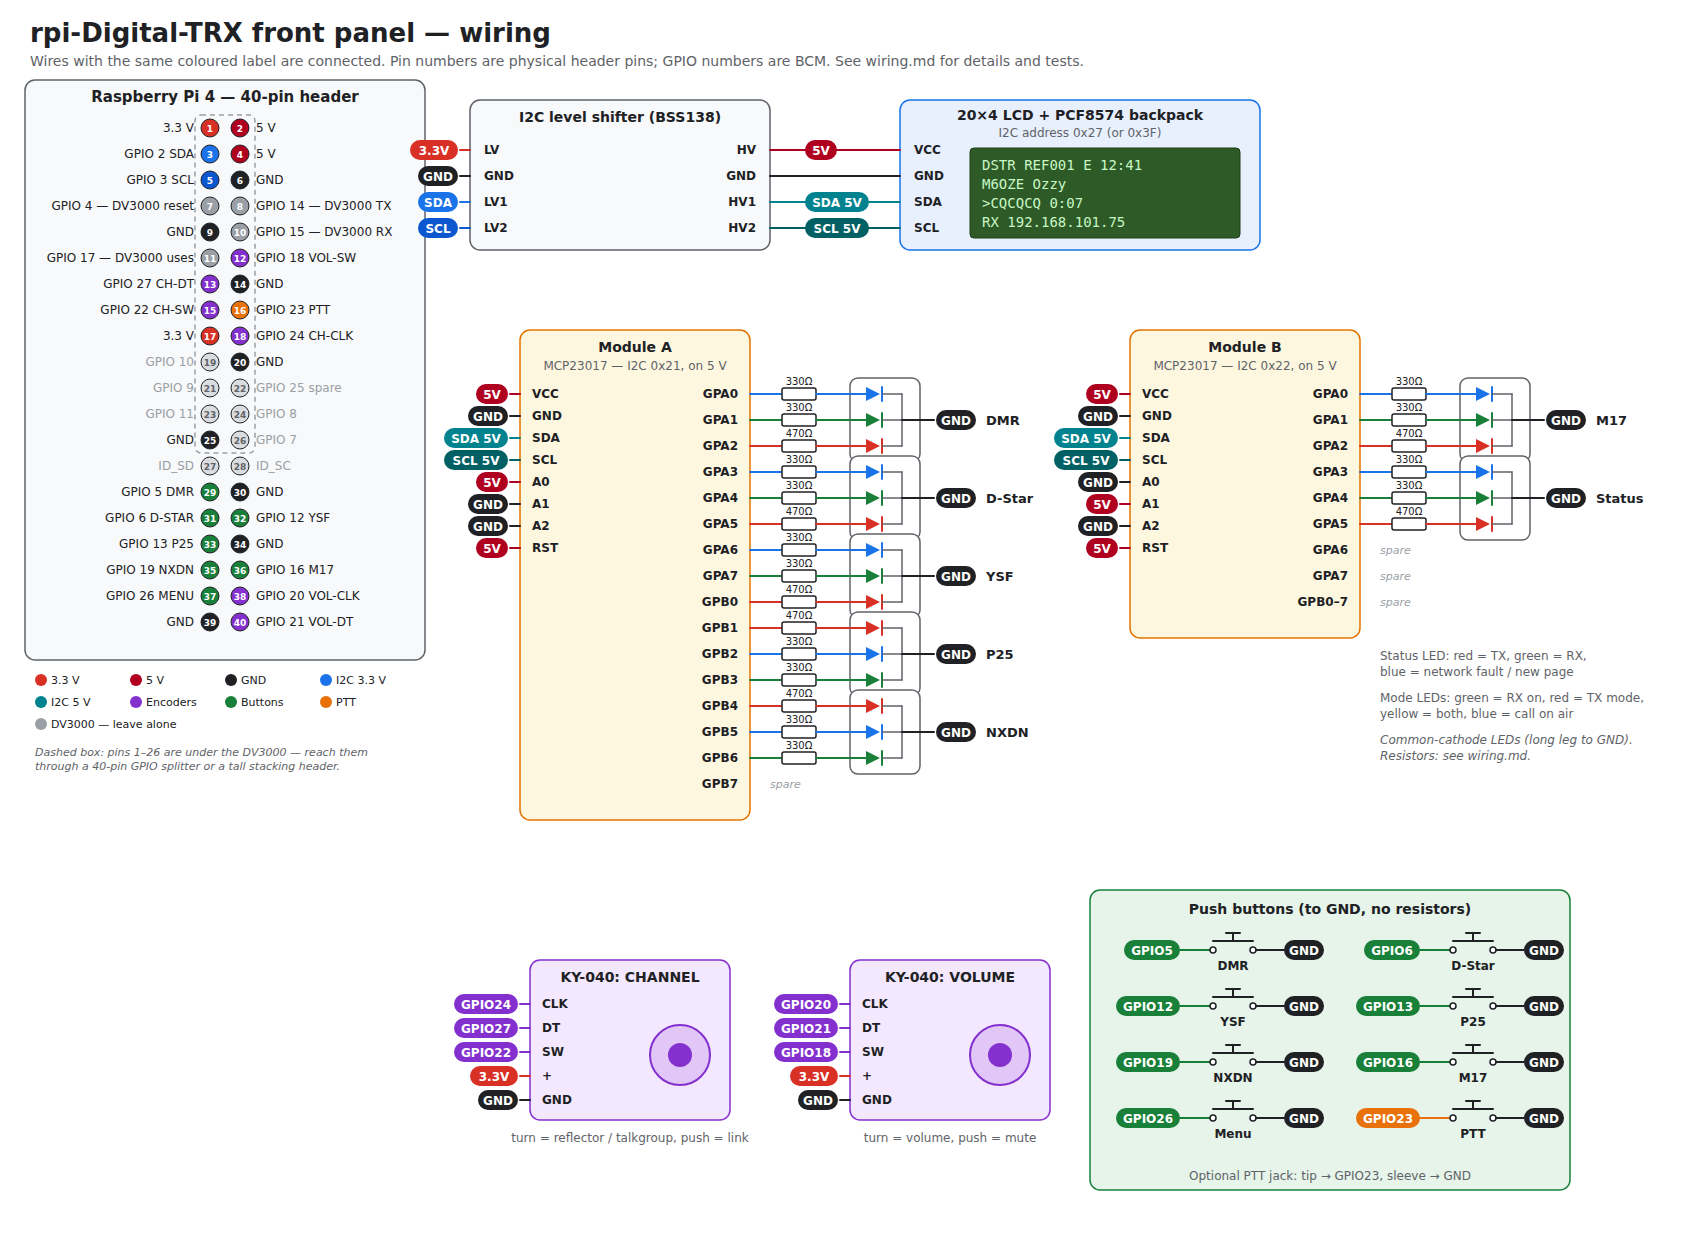 rpi-Digital-TRX front panel — wiring
Wires with the same coloured label are connected. Pin numbers are physical header pins; GPIO numbers are BCM. See wiring.md for details and tests.
Raspberry Pi 4 — 40-pin header
3.3 V 1 2 5 V
GPIO 2 SDA 3 4 5 V
GPIO 3 SCL 5 6 GND
GPIO 4 — DV3000 reset 7 8 GPIO 14 — DV3000 TX
GND 9 10 GPIO 15 — DV3000 RX
GPIO 17 — DV3000 uses 11 12 GPIO 18 VOL-SW
GPIO 27 CH-DT 13 14 GND
GPIO 22 CH-SW 15 16 GPIO 23 PTT
3.3 V 17 18 GPIO 24 CH-CLK
GPIO 10 19 20 GND
GPIO 9 21 22 GPIO 25 spare
GPIO 11 23 24 GPIO 8
GND 25 26 GPIO 7
ID_SD 27 28 ID_SC
GPIO 5 DMR 29 30 GND
GPIO 6 D-STAR 31 32 GPIO 12 YSF
GPIO 13 P25 33 34 GND
GPIO 19 NXDN 35 36 GPIO 16 M17
GPIO 26 MENU 37 38 GPIO 20 VOL-CLK
GND 39 40 GPIO 21 VOL-DT
3.3 V 5 V GND I2C 3.3 V
I2C 5 V Encoders Buttons PTT
DV3000 — leave alone
Dashed box: pins 1–26 are under the DV3000 — reach them
through a 40-pin GPIO splitter or a tall stacking header.
I2C level shifter (BSS138)
3.3V LV HV 5V
GND GND GND
SDA LV1 HV1 SDA 5V
SCL LV2 HV2 SCL 5V
20×4 LCD + PCF8574 backpack
I2C address 0x27 (or 0x3F)
VCC
GND
SDA
SCL
DSTR REF001 E 12:41
M6OZE Ozzy
>CQCQCQ 0:07
RX 192.168.101.75
Module A
MCP23017 — I2C 0x21, on 5 V
5V VCC
GND GND
SDA 5V SDA
SCL 5V SCL
5V A0
GND A1
GND A2
5V RST
GPA0 330Ω
GPA1 330Ω GND DMR
GPA2 470Ω
GPA3 330Ω
GPA4 330Ω GND D-Star
GPA5 470Ω
GPA6 330Ω
GPA7 330Ω GND YSF
GPB0 470Ω
GPB1 470Ω
GPB2 330Ω GND P25
GPB3 330Ω
GPB4 470Ω
GPB5 330Ω GND NXDN
GPB6 330Ω
GPB7 spare
Module B
MCP23017 — I2C 0x22, on 5 V
5V VCC
GND GND
SDA 5V SDA
SCL 5V SCL
GND A0
5V A1
GND A2
5V RST
GPA0 330Ω
GPA1 330Ω GND M17
GPA2 470Ω
GPA3 330Ω
GPA4 330Ω GND Status
GPA5 470Ω
GPA6 spare
GPA7 spare
GPB0–7 spare
Status LED: red = TX, green = RX,
blue = network fault / new page
Mode LEDs: green = RX on, red = TX mode,
yellow = both, blue = call on air
Common-cathode LEDs (long leg to GND).
Resistors: see wiring.md.
KY-040: CHANNEL
GPIO24 CLK
GPIO27 DT
GPIO22 SW
3.3V +
GND GND
turn = reflector / talkgroup, push = link
KY-040: VOLUME
GPIO20 CLK
GPIO21 DT
GPIO18 SW
3.3V +
GND GND
turn = volume, push = mute
Push buttons (to GND, no resistors)
GPIO5 GND GPIO6 GND
DMR D-Star
GPIO12 GND GPIO13 GND
YSF P25
GPIO19 GND GPIO16 GND
NXDN M17
GPIO26 GND GPIO23 GND
Menu PTT
Optional PTT jack: tip → GPIO23, sleeve → GND